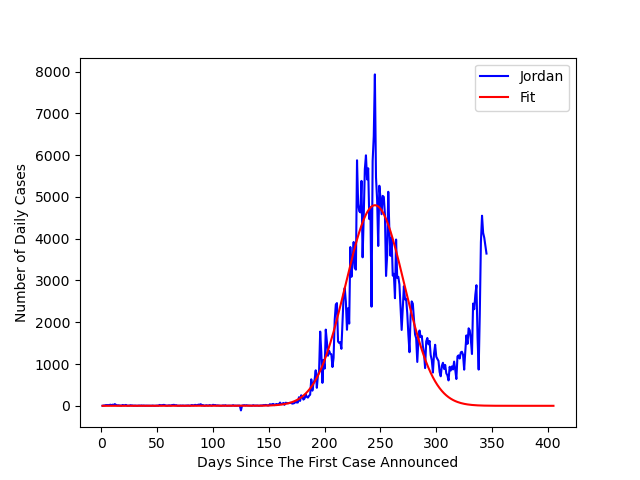 Jordan
Fit
Number of Daily Cases
8000
7000
6000
5000
4000
3000
2000
1000
0
0 50 100 150 200 250 300 350 400
Days Since The First Case Announced